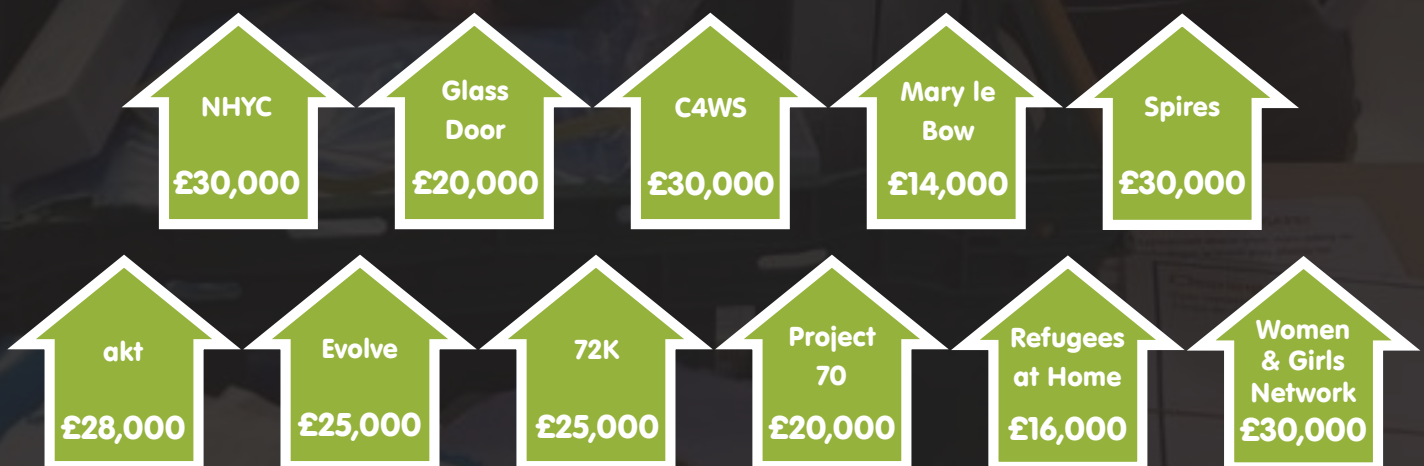 NHYC
£30,000
Glass
Door
£20,000
C4WS
£30,000
Mary le
Bow
£14,000
Spires
£30,000
akt
£28,000
Evolve
£25,000
72K
£25,000
Project
70
£20,000
Refugees
at Home
£16,000
Women
& Girls
Network
£30,000